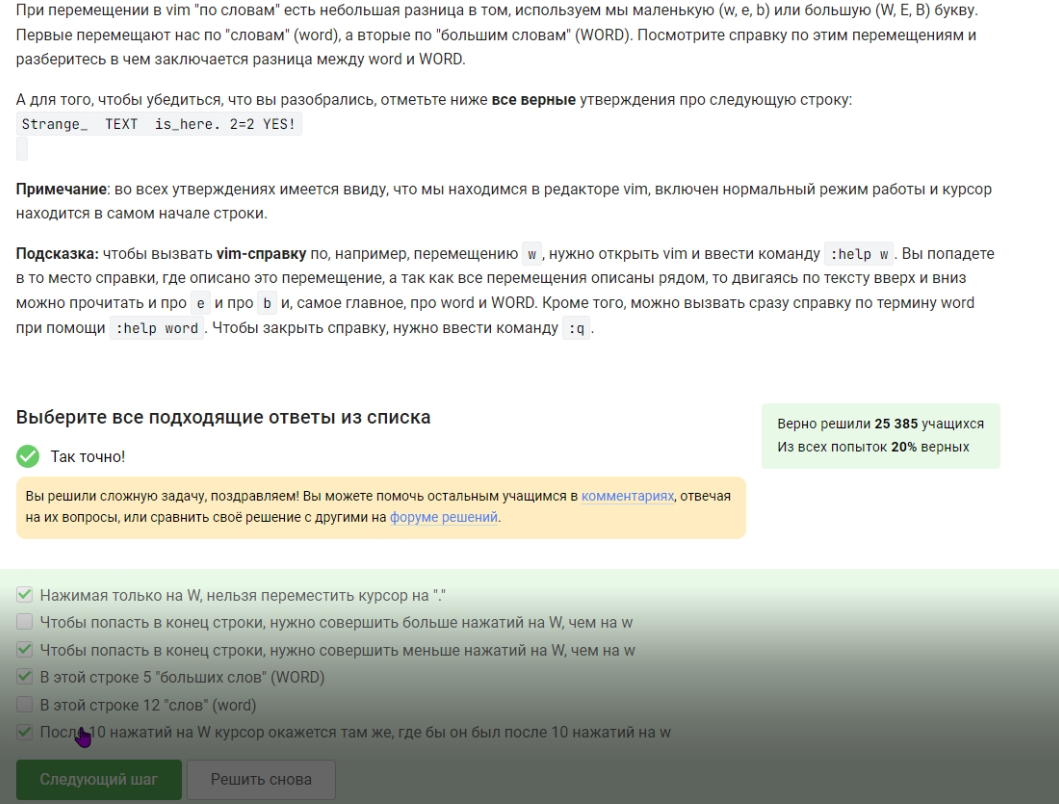 При перемещении в vim "по словам" есть небольшая разница в том, используем мы маленькую (w, e, b) или большую (W, E, B) букву.
Первые перемещают нас по "словам" (word), а вторые по "большим словам" (WORD). Посмотрите справку по этим перемещениям и
разберитесь в чем заключается разница между word и WORD.
А для того, чтобы убедиться, что вы разобрались, отметьте ниже все верные утверждения про следующую строку:
Strange_  TEXT  is_here. 2=2 YES!
Примечание: во всех утверждениях имеется ввиду, что мы находимся в редакторе vim, включен нормальный режим работы и курсор
находится в самом начале строки.
Подсказка: чтобы вызвать vim-справку по, например, перемещению w, нужно открыть vim и ввести команду :help w. Вы попадете
в то место справки, где описано это перемещение, а так как все перемещения описаны рядом, то двигаясь по тексту вверх и вниз
можно прочитать и про e и про b и, самое главное, про word и WORD. Кроме того, можно вызвать сразу справку по термину word
при помощи :help word. Чтобы закрыть справку, нужно ввести команду :q.
Выберите все подходящие ответы из списка
Верно решили 25 385 учащихся
Из всех попыток 20% верных
Так точно!
Вы решили сложную задачу, поздравляем! Вы можете помочь остальным учащимся в комментариях, отвечая
на их вопросы, или сравнить своё решение с другими на форуме решений.
Нажимая только на W, нельзя переместить курсор на "."
Чтобы попасть в конец строки, нужно совершить больше нажатий на W, чем на w
Чтобы попасть в конец строки, нужно совершить меньше нажатий на W, чем на w
В этой строке 5 "больших слов" (WORD)
В этой строке 12 "слов" (word)
После 10 нажатий на W курсор окажется там же, где бы он был после 10 нажатий на w
Следующий шаг
Решить снова